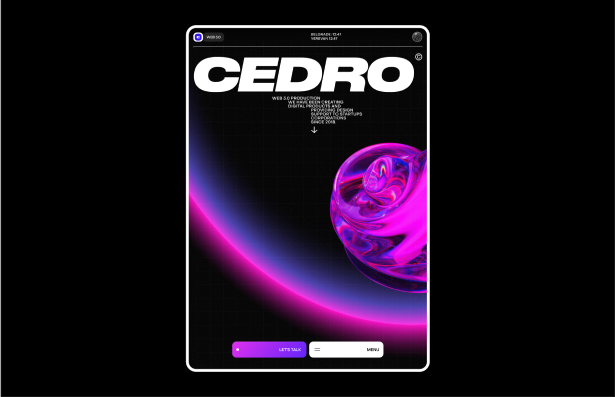 WEB 3.0
BELGRADE, 13:47
YEREVAN 13:47
CEDRO
©
WEB 3.0 PRODUCTION
WE HAVE BEEN CREATING
DIGITAL PRODUCTS AND
PROVIDING DESIGN
SUPPORT TO STARTUPS
CORPORATIONS
SINCE 2018.
LET'S TALK
MENU